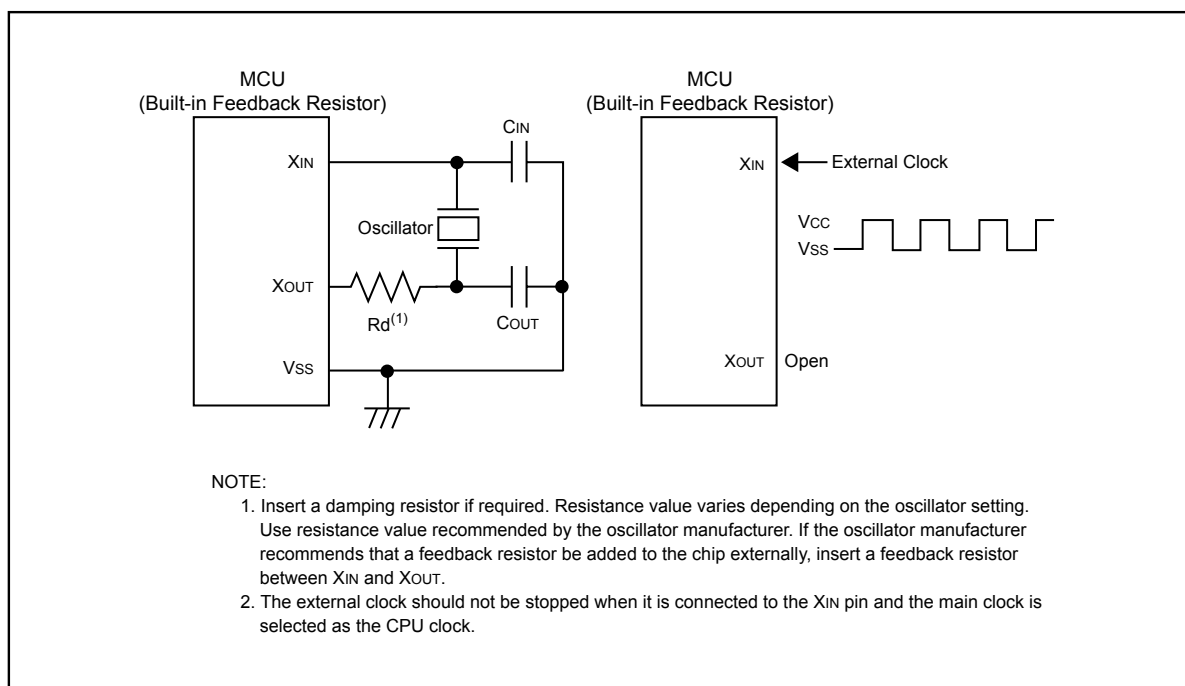 MCU
(Built-in Feedback Resistor)
XIN
CIN
Oscillator
XOUT
Rd(1)
COUT
VSS
MCU
(Built-in Feedback Resistor)
XIN
External Clock
VCC
VSS
XOUT
Open
NOTE:
1. Insert a damping resistor if required. Resistance value varies depending on the oscillator setting.
Use resistance value recommended by the oscillator manufacturer. If the oscillator manufacturer
recommends that a feedback resistor be added to the chip externally, insert a feedback resistor
between XIN and XOUT.
2. The external clock should not be stopped when it is connected to the XIN pin and the main clock is
selected as the CPU clock.